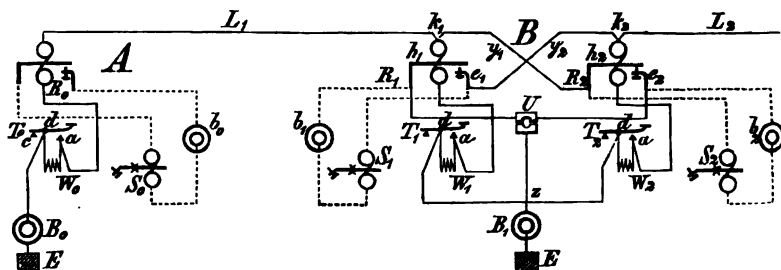 L₁ k₁ B k₂ L₂
A h₁ y₁ y₂ h₂
R₀ R₁ e₁ R₂ e₂
U
T c d a b₀ b₁ T₁ d a T₂ d a b₂
W₀ S₀ S₁ W₁ z W₂ S₂
B₀ B₁
E E